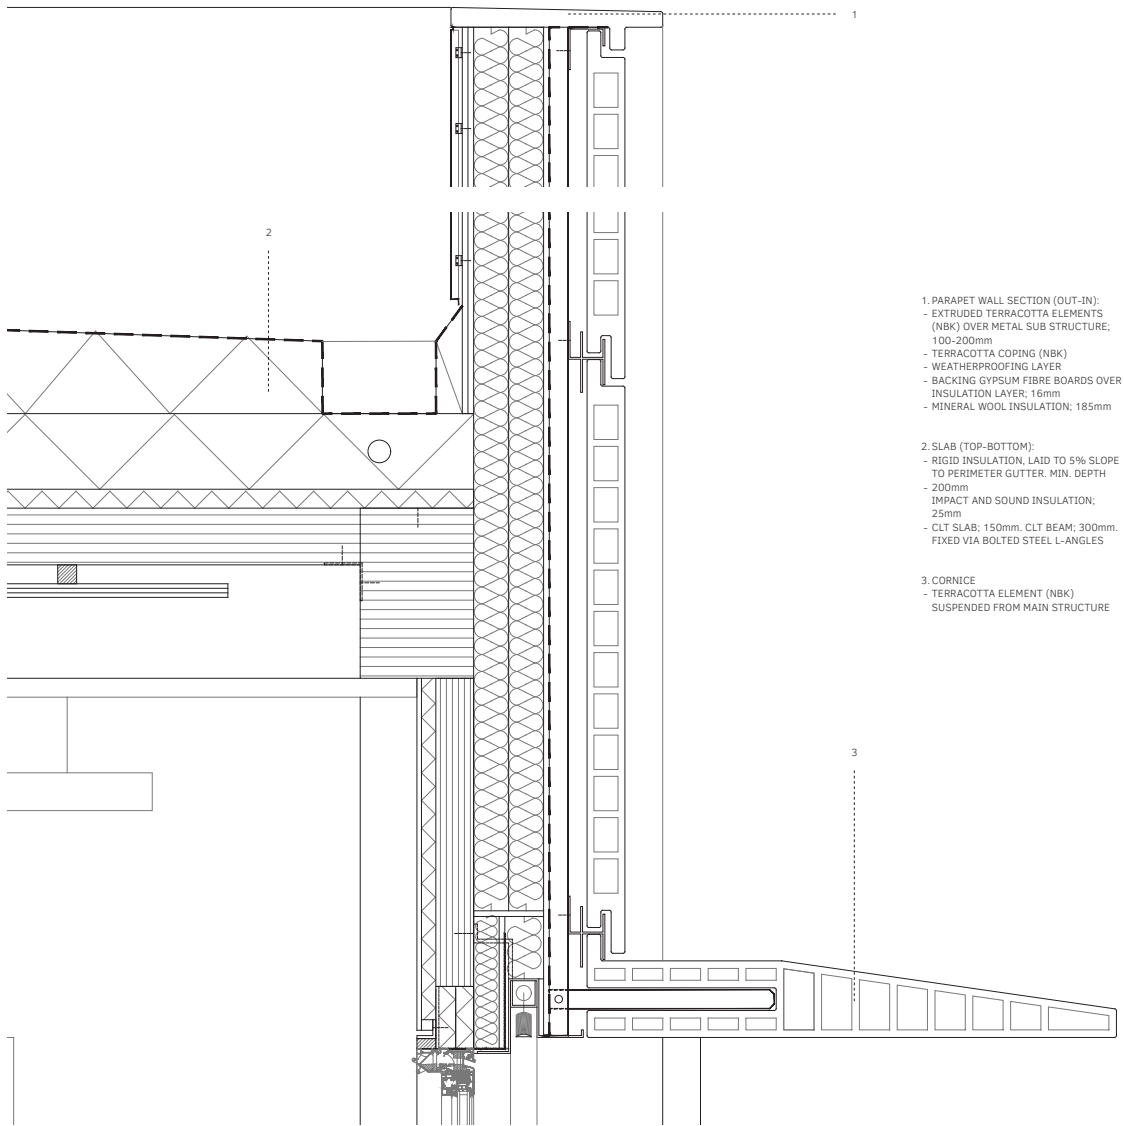 1
2
1. PARAPET WALL SECTION (OUT-IN):
- EXTRUDED TERRACOTTA ELEMENTS
(NBK) OVER METAL SUB STRUCTURE;
100-200mm
- TERRACOTTA COPING (NBK)
- WEATHERPROOFING LAYER
- BACKING GYPSUM FIBRE BOARDS OVER
INSULATION LAYER; 16mm
- MINERAL WOOL INSULATION; 185mm
2. SLAB (TOP-BOTTOM):
- RIGID INSULATION, LAID TO 5% SLOPE
TO PERIMETER GUTTER. MIN. DEPTH
- 200mm
IMPACT AND SOUND INSULATION;
25mm
- CLT SLAB; 150mm. CLT BEAM; 300mm.
FIXED VIA BOLTED STEEL L-ANGLES
3. CORNICE
- TERRACOTTA ELEMENT (NBK)
SUSPENDED FROM MAIN STRUCTURE
3